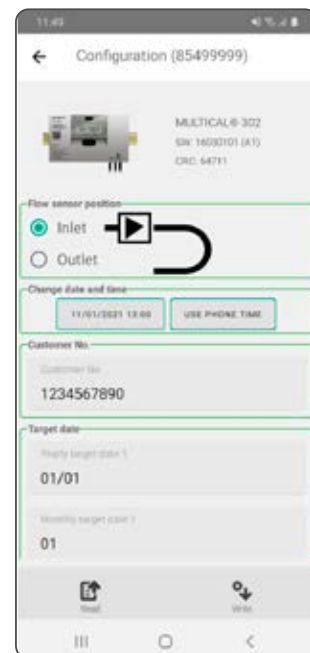 11:49
Configuration (85499999)
MULTICAL® 302
SW: 16030101 (A1)
CRC: 64711
Flow sensor position
Inlet
Outlet
Change date and time
11/01/2021 13:00 USE PHONE TIME
Customer No.
Customer No.
1234567890
Target date
Yearly target date 1
01/01
Monthly target date 1
01
Read Write